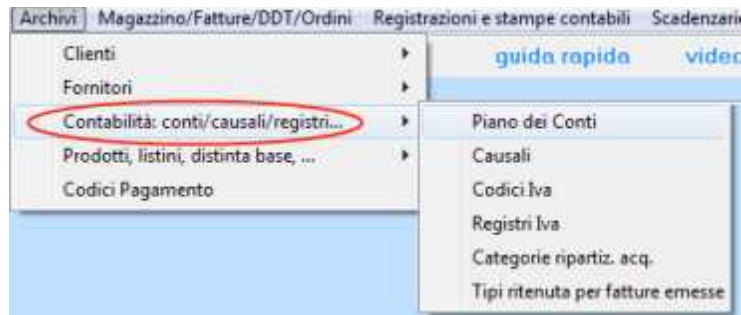 Archivi Magazzino/Fatture/DDT/Ordini Registrazioni e stampe contabili Scadenzari
guida rapida video
Clienti
Fornitori
Contabilità: conti/causali/registri...
Prodotti, listini, distinta base, ...
Codici Pagamento
Piano dei Conti
Causali
Codici Iva
Registri Iva
Categorie ripartiz. acq.
Tipi ritenuta per fatture emesse